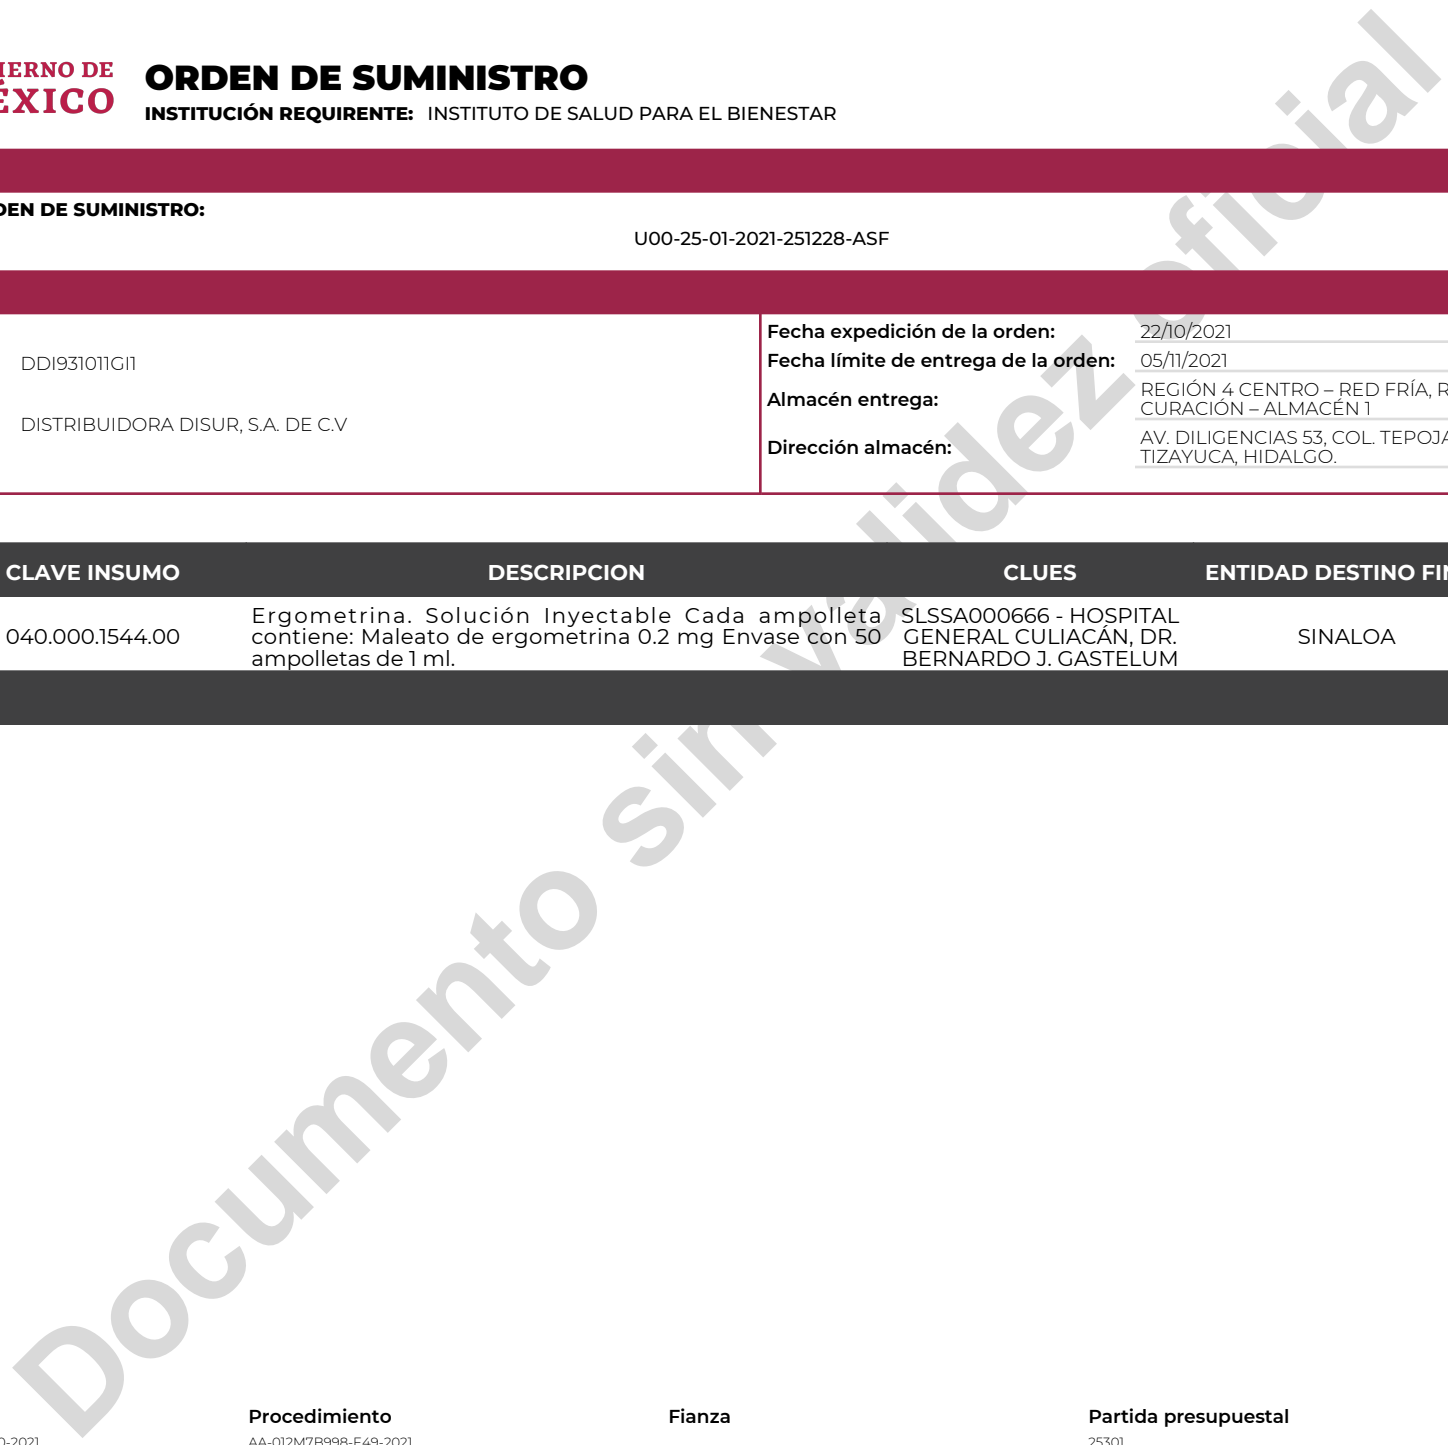 ORDEN DE SUMINISTRO
INSTITUCIÓN REQUIRENTE: INSTITUTO DE SALUD PARA EL BIENESTAR
DE
ÉXICO
DE SUMINISTRO:
U00-25-01-2021-251228-ASF
DDI931011GI1
DISTRIBUIDORA DISUR, S.A. DE C.V
Fecha expedición de la orden: 22/10/2021
Fecha límite de entrega de la orden: 05/11/2021
Almacén entrega: REGIÓN 4 CENTRO – RED FRÍA,
CURACIÓN – ALMACÉN 1
Dirección almacén: AV. DILIGENCIAS 53, COL.
TIZAYUCA, HIDALGO.
CLAVE INSUMO DESCRIPCION CLUES ENTIDAD DESTINO
040.000.1544.00
Ergometrina. Solución Inyectable Cada ampolleta
contiene: Maleato de ergometrina 0.2 mg Envase con 50
ampolletas de 1 ml.
SLSSA000666 - HOSPITAL
GENERAL CULIACÁN, DR.
BERNARDO J. GASTELUM
SINALOA
Documento sin validez oficial
Procedimiento Fianza Partida presupuestal
AA-012M7B998-E49-2021 25301